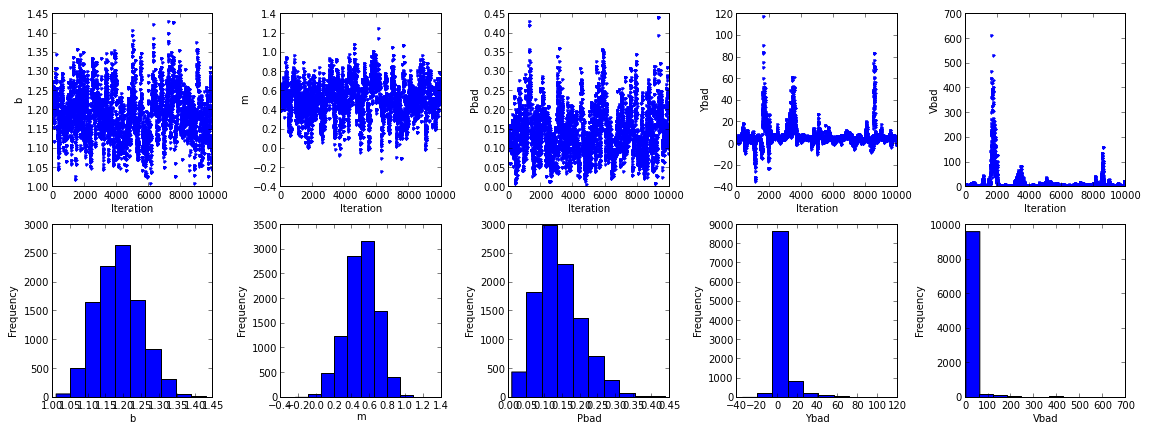 1.45 1.40 1.35 1.30 1.25 1.20 1.15 1.10 1.05 1.00
b
0 2000 4000 6000 8000 10000
Iteration
1.4 1.2 1.0 0.8 0.6 0.4 0.2 0.0 −0.2 −0.4
m
0 2000 4000 6000 8000 10000
Iteration
0.45 0.40 0.35 0.30 0.25 0.20 0.15 0.10 0.05 0.00
Pbad
0 2000 4000 6000 8000 10000
Iteration
120 100 80 60 40 20 0 −20 −40
Ybad
0 2000 4000 6000 8000 10000
Iteration
700 600 500 400 300 200 100 0
Vbad
0 2000 4000 6000 8000 10000
Iteration
3000 2500 2000 1500 1000 500 0
Frequency
1.00 1.05 1.10 1.15 1.20 1.25 1.30 1.35 1.40 1.45
b
3500 3000 2500 2000 1500 1000 500 0
Frequency
−0.4 −0.2 0.0 0.2 0.4 0.6 0.8 1.0 1.2 1.4
m
3000 2500 2000 1500 1000 500 0
Frequency
0.00 0.05 0.10 0.15 0.20 0.25 0.30 0.35 0.40 0.45
Pbad
9000 8000 7000 6000 5000 4000 3000 2000 1000 0
Frequency
−40 −20 0 20 40 60 80 100 120
Ybad
10000 8000 6000 4000 2000 0
Frequency
0 100 200 300 400 500 600 700
Vbad